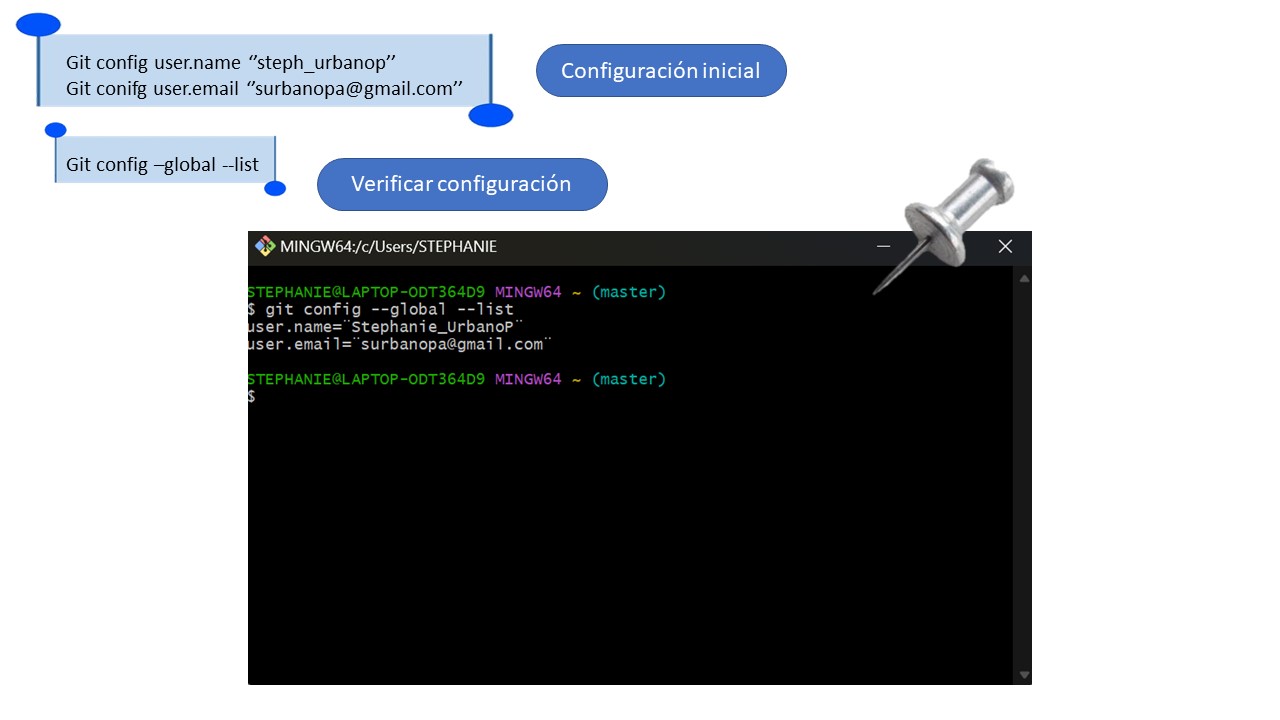 Git config user.name ‘’steph_urbanop’’
Git conifg user.email ‘’surbanopa@gmail.com’’
Configuración inicial
Git config –global --list
Verificar configuración
MINGW64:/c/Users/STEPHANIE
STEPHANIE@LAPTOP-ODT364D9 MINGW64 ~ (master)
$ git config --global --list
user.name=¨Stephanie_UrbanoP¨
user.email=¨surbanopa@gmail.com¨
STEPHANIE@LAPTOP-ODT364D9 MINGW64 ~ (master)
$